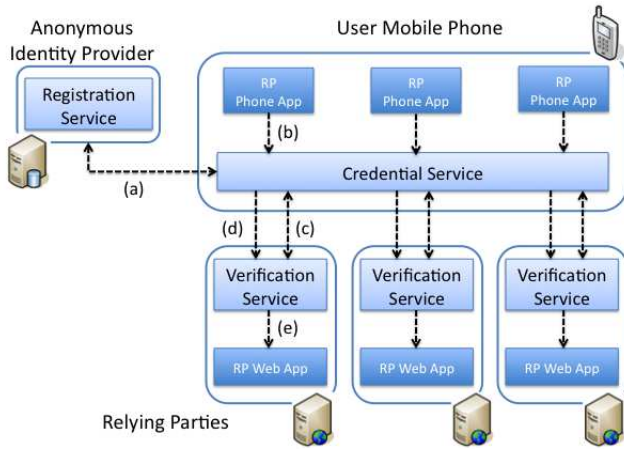 Anonymous
Identity Provider
User Mobile Phone
Registration
Service
RP
Phone App
RP
Phone App
RP
Phone App
(b)
(a)
Credential Service
(d)
(c)
Verification
Service
Verification
Service
Verification
Service
(e)
RP Web App
RP Web App
RP Web App
Relying Parties